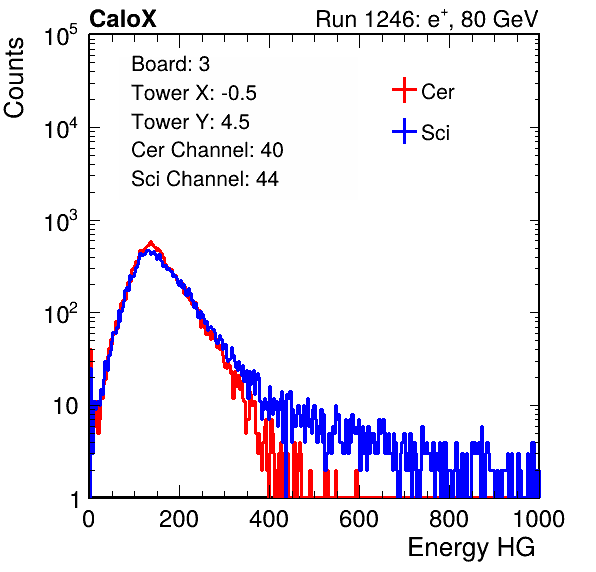 CaloX Run 1246: e⁺, 80 GeV
Counts
10⁵
10⁴
10³
10²
10
1
Board: 3
Tower X: -0.5
Tower Y: 4.5
Cer Channel: 40
Sci Channel: 44
Cer
Sci
0 200 400 600 800 1000
Energy HG